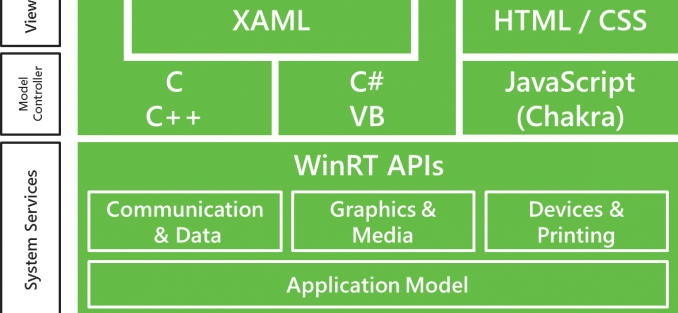 View
XAML
HTML / CSS
Model
Controller
C
C++
C#
VB
JavaScript
(Chakra)
System Services
WinRT APIs
Communication
& Data
Graphics &
Media
Devices &
Printing
Application Model